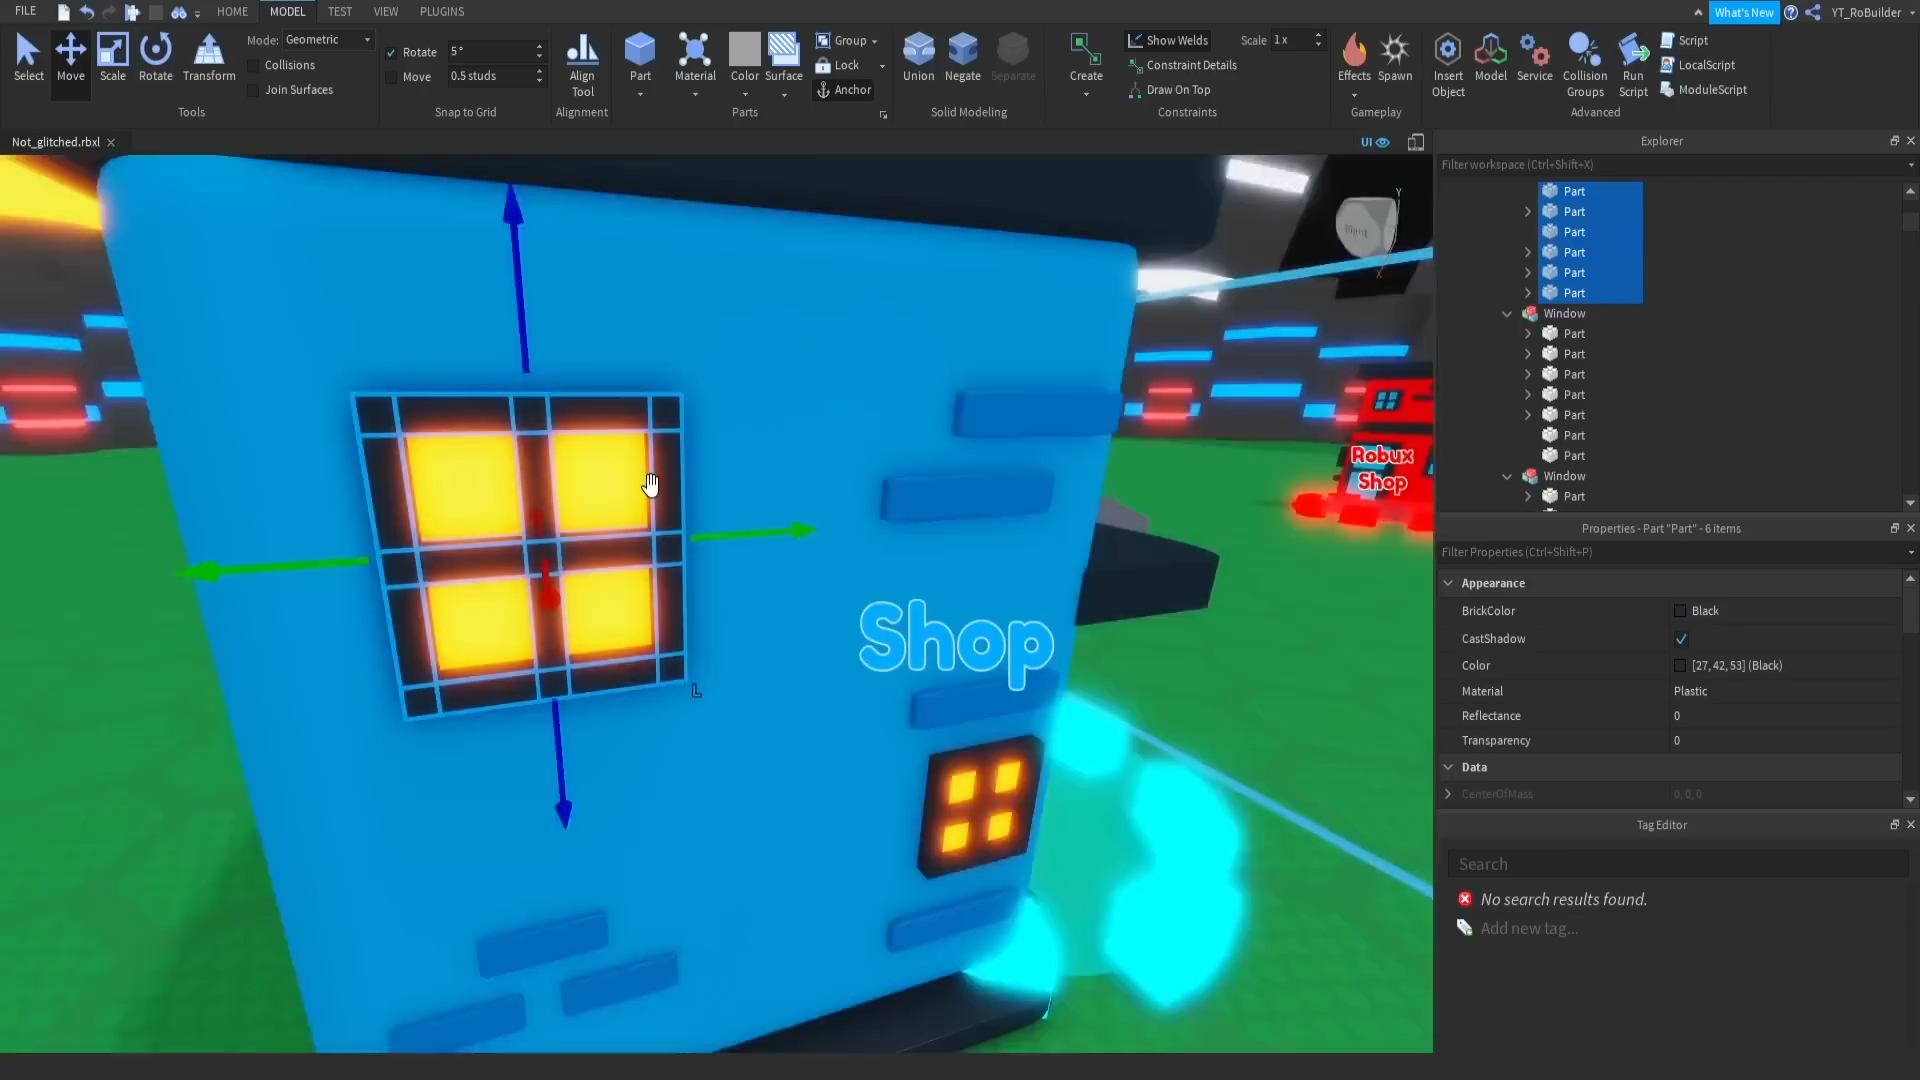 FILE HOME MODEL TEST VIEW PLUGINS What's New YT_RoBuilder
Select Move Scale Rotate Transform
Mode: Geometric
Collisions
Join Surfaces
Tools
Rotate 5 °
Move 0.5 studs
Snap to Grid
Align Tool
Alignment
Part Material Color Surface
Group
Lock
Anchor
Parts
Union Negate Separate
Solid Modeling
Create
Show Welds
Constraint Details
Draw On Top
Scale 1 x
Constraints
Effects Spawn
Gameplay
Insert Object
Model
Service
Collision Groups
Run Script
Script
LocalScript
ModuleScript
Advanced
Not_glitched.rbxl
UI
Explorer
Filter workspace (Ctrl+Shift+X)
Part
Part
Part
Part
Part
Part
Window
Part
Part
Part
Part
Part
Part
Part
Window
Part
Y
Right
X
Robux
Shop
Shop
L
Properties - Part "Part" - 6 items
Filter Properties (Ctrl+Shift+P)
Appearance
BrickColor Black
CastShadow
Color [27, 42, 53] (Black)
Material Plastic
Reflectance 0
Transparency 0
Data
CenterOfMass 0, 0, 0
Tag Editor
Search
No search results found.
Add new tag...